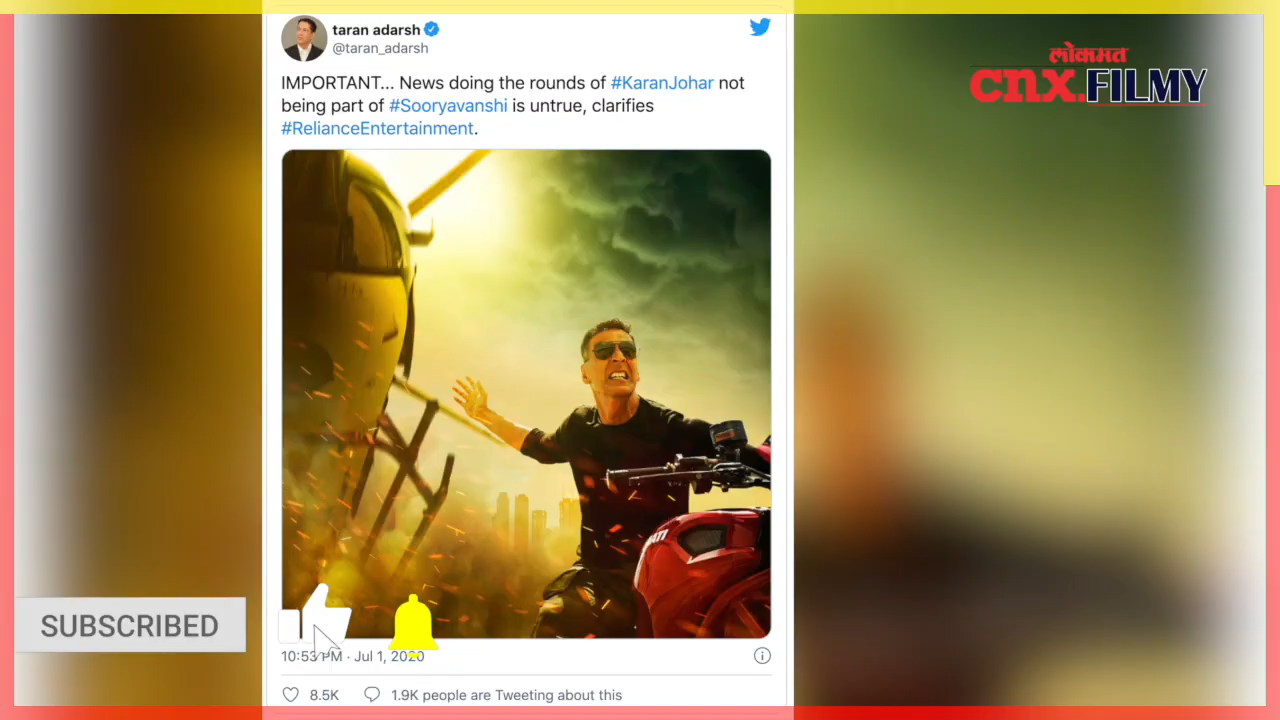 taran adarsh
@taran_adarsh
लोकमत
cnx.FILMY
IMPORTANT... News doing the rounds of #KaranJohar not
being part of #Sooryavanshi is untrue, clarifies
#RelianceEntertainment.
SUBSCRIBED
10:53 PM · Jul 1, 2020
8.5K 1.9K people are Tweeting about this